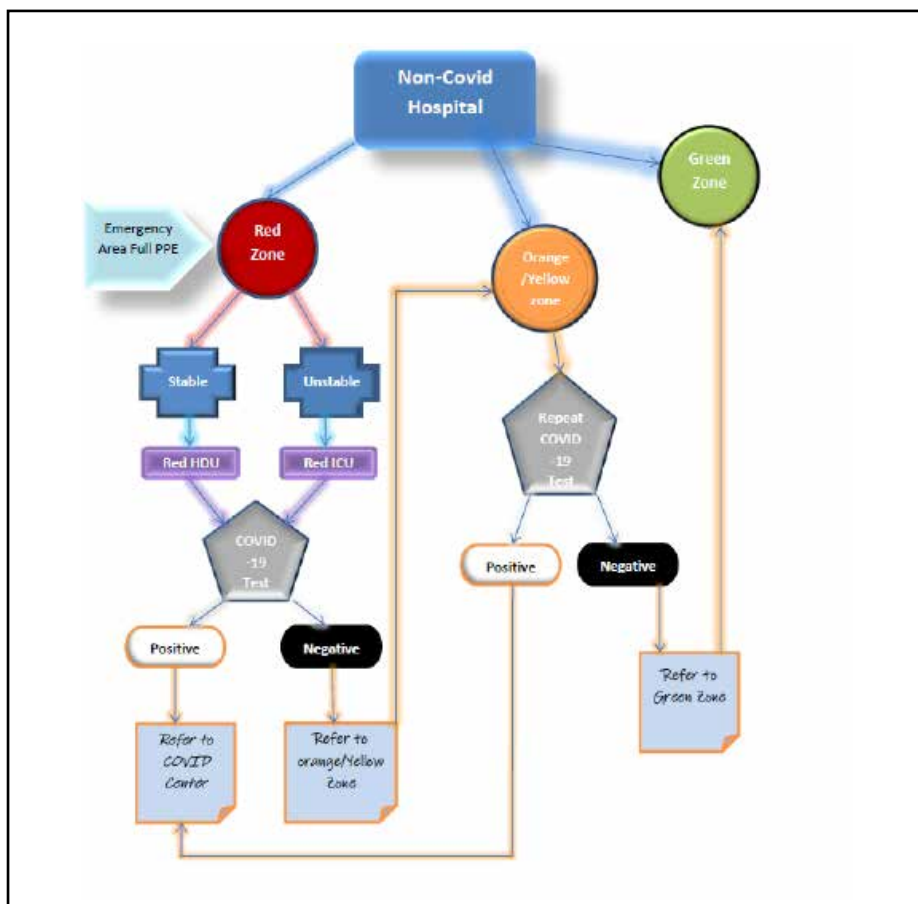 Non-Covid
Hospital
Green
Zone
Emergency
Area Full PPE
Red
Zone
Orange
/Yellow
zone
Stable
Unstable
Red HDU
Red ICU
Repeat
COVID
-19
Test
COVID
-19
Test
Positive
Negative
Positive
Negative
Refer to
Green Zone
Refer to
COVID
Center
Refer to
orange/Yellow
Zone